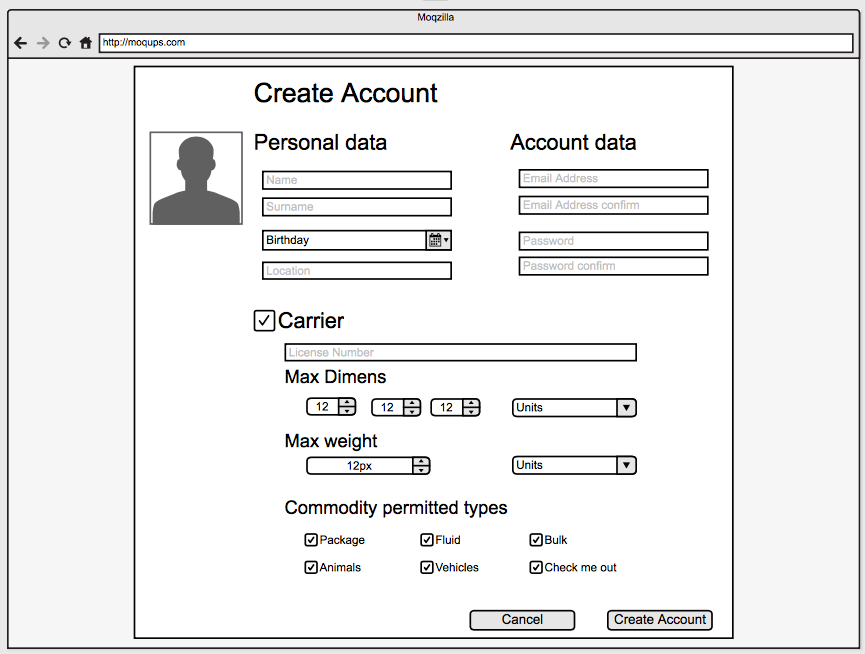 Moqzilla
http://moqups.com
Create Account
Personal data
Name
Surname
Birthday
Location
Account data
Email Address
Email Address confirm
Password
Password confirm
Carrier
License Number
Max Dimens
12 12 12 Units
Max weight
12px Units
Commodity permitted types
Package Fluid Bulk
Animals Vehicles Check me out
Cancel Create Account